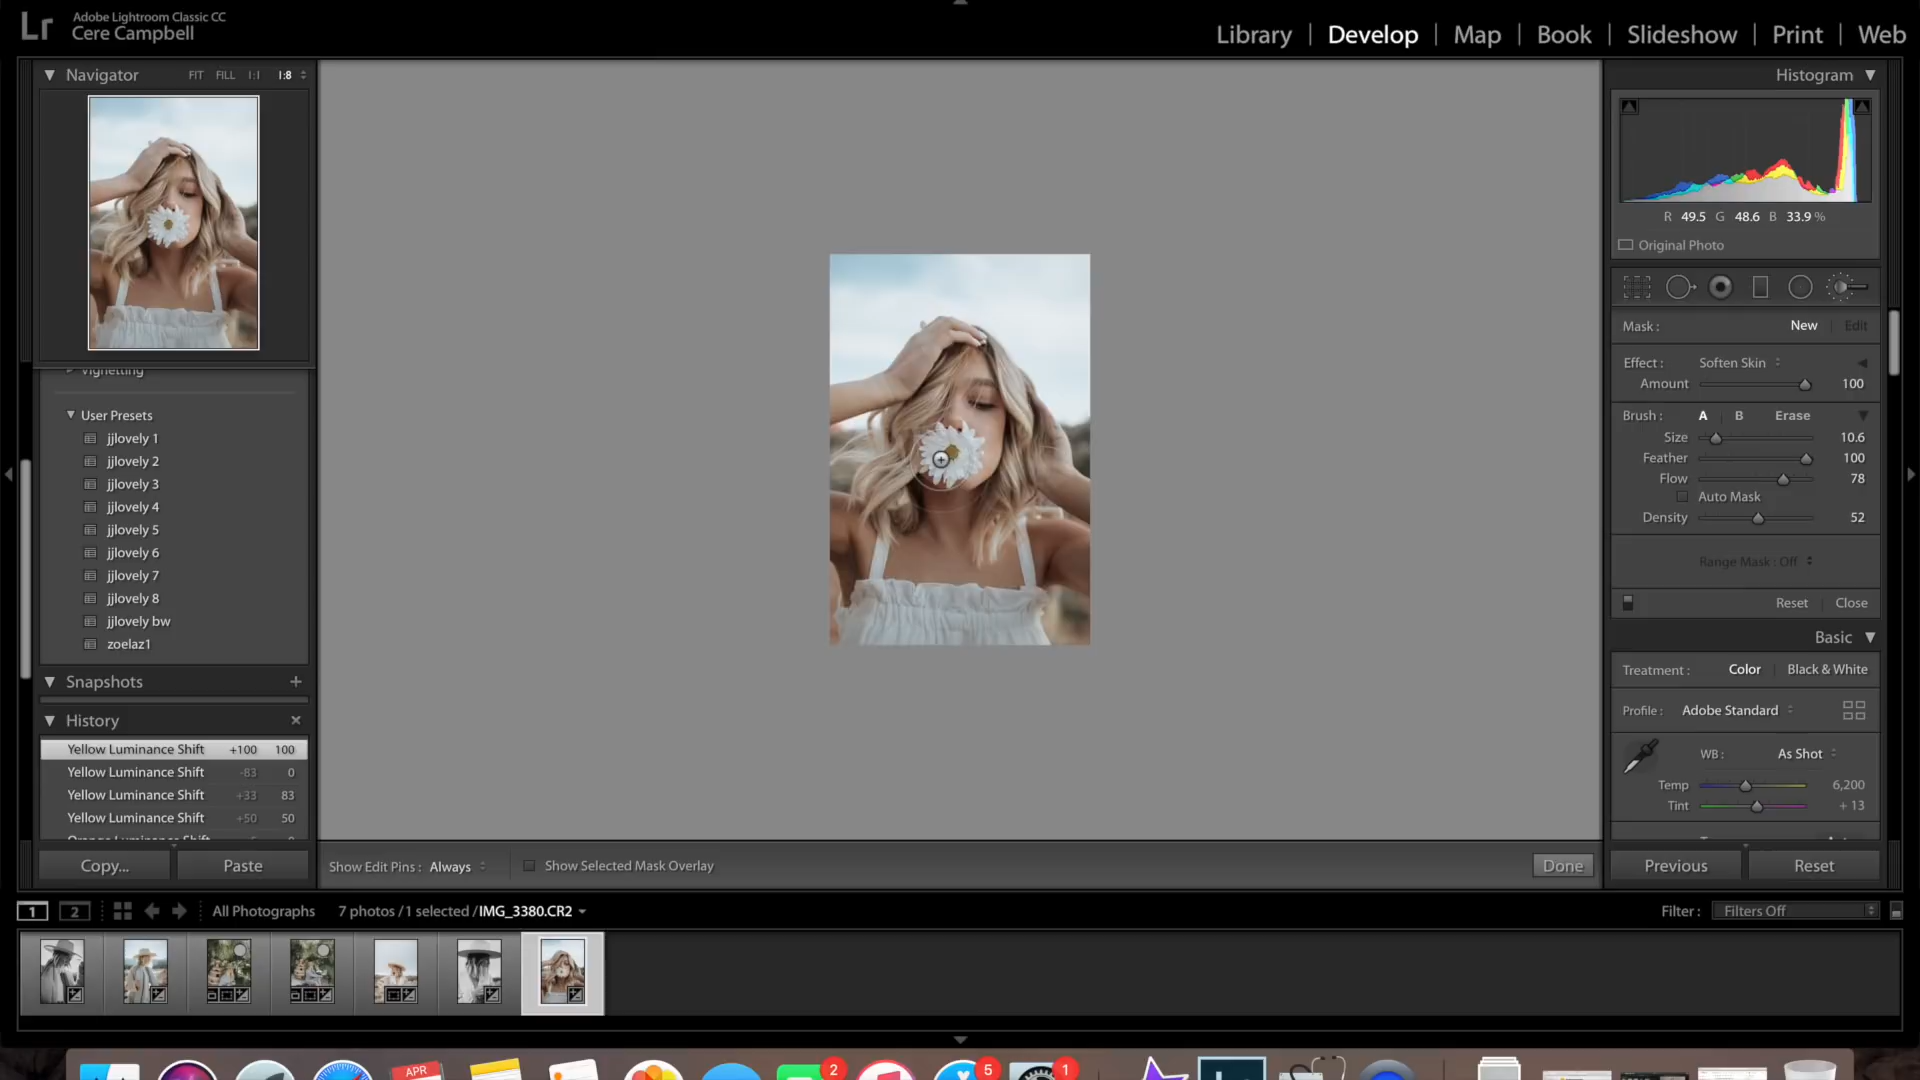 Lr Adobe Lightroom Classic CC
Cere Campbell
Library | Develop | Map | Book | Slideshow | Print | Web
Navigator FIT FILL 1:1 1:8
Vignetting
User Presets
jjlovely 1
jjlovely 2
jjlovely 3
jjlovely 4
jjlovely 5
jjlovely 6
jjlovely 7
jjlovely 8
jjlovely bw
zoelaz1
Snapshots +
History ×
Yellow Luminance Shift +100 100
Yellow Luminance Shift -83 0
Yellow Luminance Shift +33 83
Yellow Luminance Shift +50 50
Orange Luminance Shift
Copy... Paste
Show Edit Pins : Always Show Selected Mask Overlay Done
Histogram
R 49.5 G 48.6 B 33.9 %
Original Photo
Mask : New Edit
Effect : Soften Skin
Amount 100
Brush : A B Erase
Size 10.6
Feather 100
Flow 78
Auto Mask
Density 52
Range Mask : Off
Reset Close
Basic
Treatment : Color Black & White
Profile : Adobe Standard
WB : As Shot
Temp 6,200
Tint + 13
Previous Reset
1 2 All Photographs 7 photos / 1 selected / IMG_3380.CR2 Filter : Filters Off
APR 2 5 1